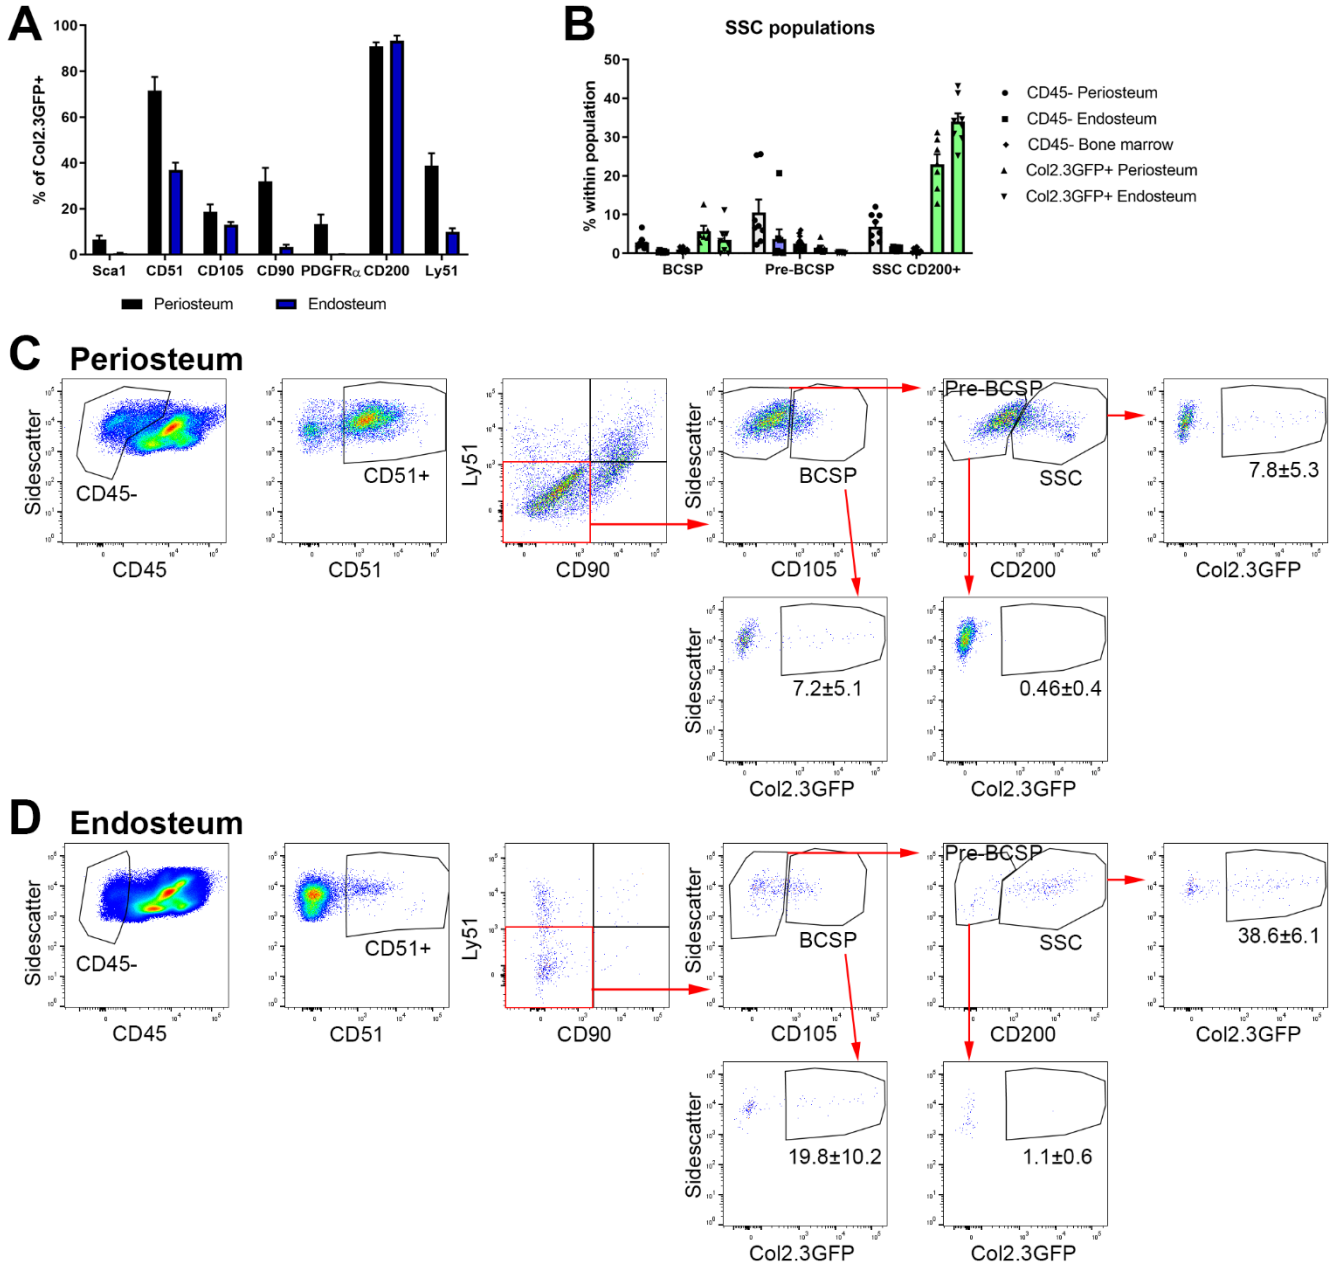 A
% of Col2.3GFP+
100
80
60
40
20
0
Sca1 CD51 CD105 CD90 PDGFRα CD200 Ly51
Periosteum Endosteum
B
SSC populations
% within population
50
40
30
20
10
0
BCSP Pre-BCSP SSC CD200+
CD45- Periosteum
CD45- Endosteum
CD45- Bone marrow
Col2.3GFP+ Periosteum
Col2.3GFP+ Endosteum
C Periosteum
Sidescatter
CD45-
CD45
CD51+
CD51
Ly51
CD90
Sidescatter
BCSP
CD105
Pre-BCSP
SSC
CD200
7.8±5.3
Col2.3GFP
Sidescatter
7.2±5.1
Col2.3GFP
0.46±0.4
Col2.3GFP
D Endosteum
Sidescatter
CD45-
CD45
CD51+
CD51
Ly51
CD90
Sidescatter
BCSP
CD105
Pre-BCSP
SSC
CD200
38.6±6.1
Col2.3GFP
Sidescatter
19.8±10.2
Col2.3GFP
1.1±0.6
Col2.3GFP